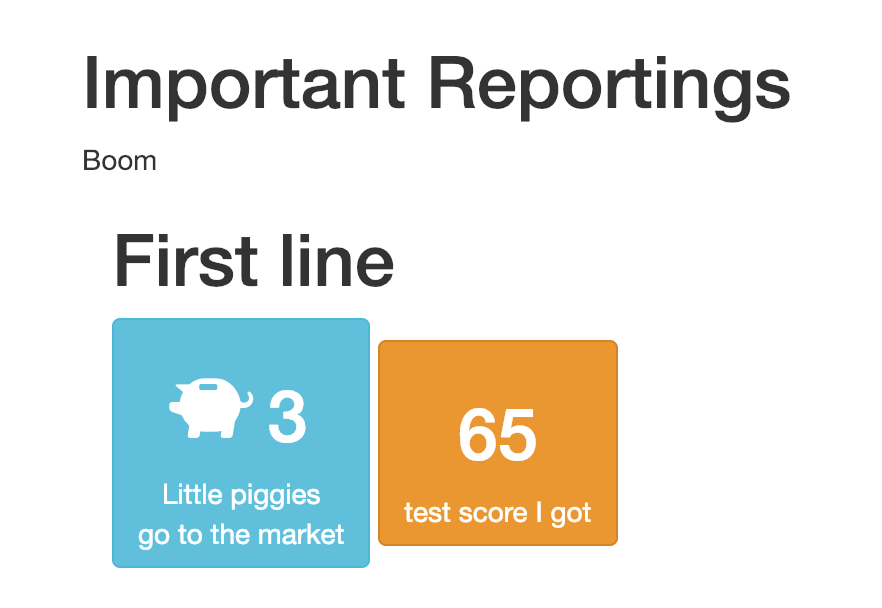 Important Reportings
Boom
First line
3
Little piggies
go to the market
65
test score I got